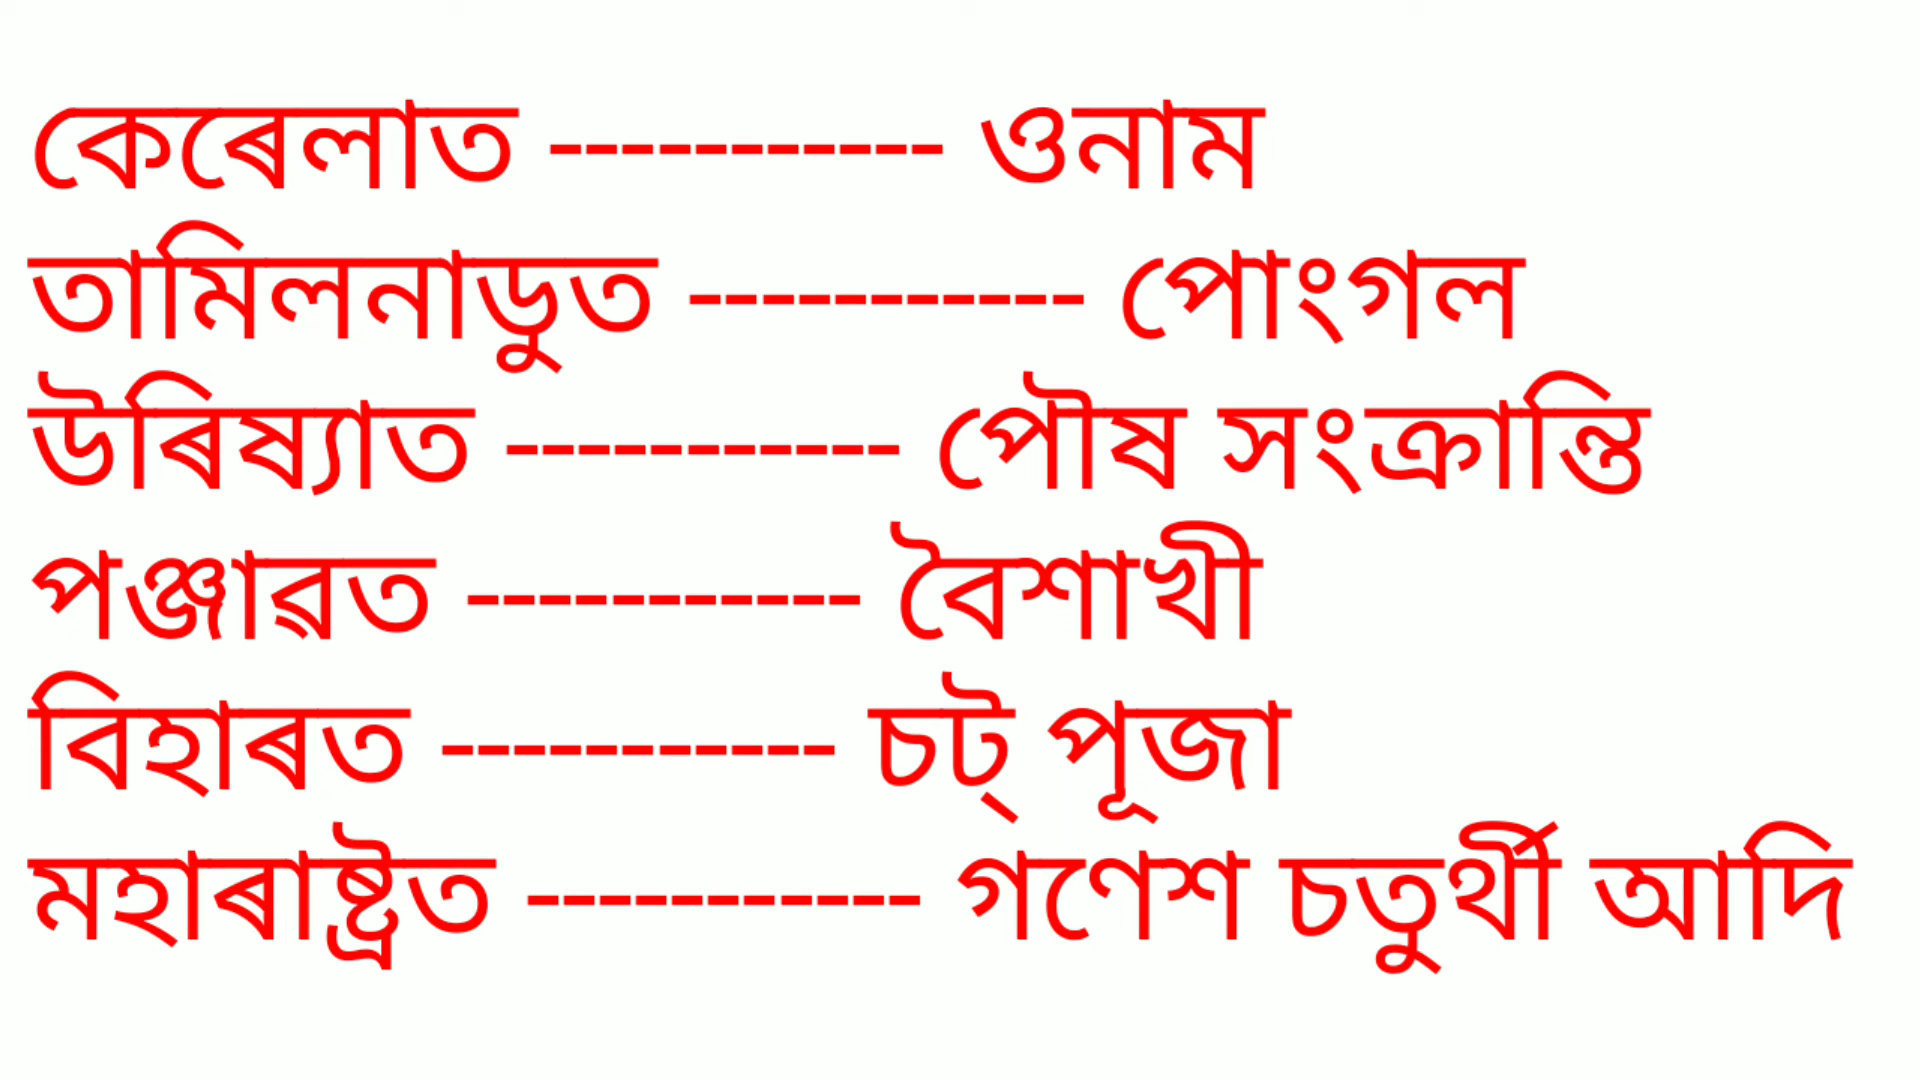 কেৰেলাত ----------- ওনাম
তামিলনাডুত ----------- পোংগল
উৰিষ্যাত ----------- পৌষ সংক্ৰান্তি
পঞ্জাৱত ----------- বৈশাখী
বিহাৰত ----------- চট্ পূজা
মহাৰাষ্ট্ৰত ----------- গণেশ চতুৰ্থী আদি